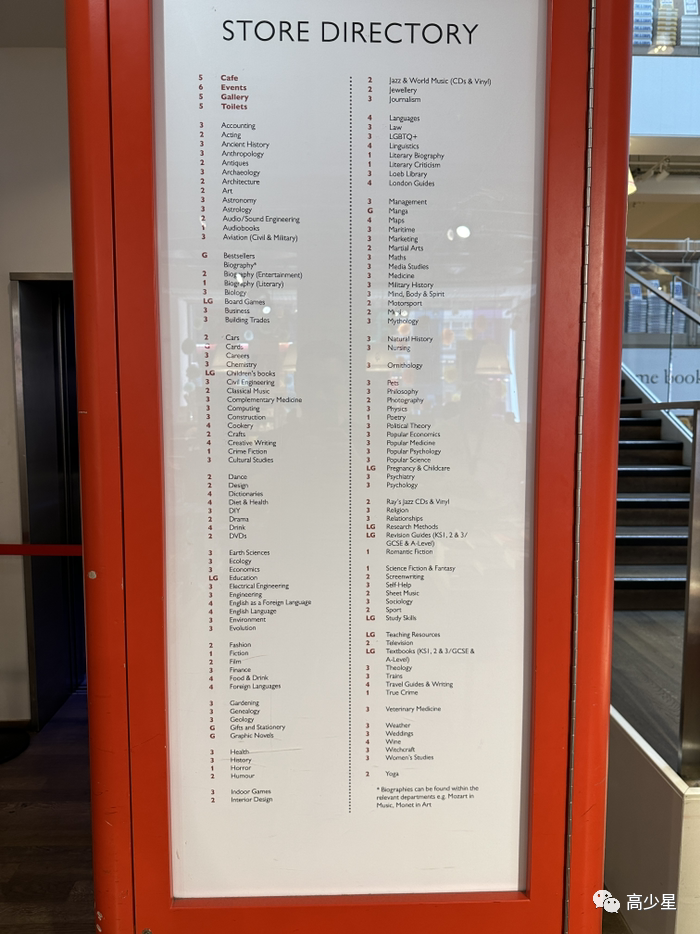 STORE DIRECTORY
5 Cafe
6 Events
5 Gallery
5 Toilets
3 Accounting
2 Acting
3 Ancient History
3 Anthropology
2 Antiques
3 Archaeology
2 Architecture
2 Art
3 Astronomy
3 Astrology
2 Audio/Sound Engineering
1 Audiobooks
3 Aviation (Civil & Military)
G Bestsellers
Biography*
2 Biography (Entertainment)
1 Biography (Literary)
3 Biology
LG Board Games
3 Business
3 Building Trades
2 Cars
Cards
3 Careers
3 Chemistry
LG Children's books
3 Civil Engineering
2 Classical Music
3 Complementary Medicine
3 Computing
3 Construction
4 Cookery
2 Crafts
4 Creative Writing
1 Crime Fiction
3 Cultural Studies
2 Dance
2 Design
4 Dictionaries
4 Diet & Health
3 DIY
2 Drama
4 Drink
2 DVDs
3 Earth Sciences
3 Ecology
3 Economics
LG Education
3 Electrical Engineering
3 Engineering
4 English as a Foreign Language
4 English Language
3 Environment
3 Evolution
2 Fashion
1 Fiction
2 Film
3 Finance
4 Food & Drink
4 Foreign Languages
3 Gardening
3 Genealogy
3 Geology
G Gifts and Stationery
G Graphic Novels
3 Health
3 History
1 Horror
2 Humour
3 Indoor Games
2 Interior Design
2 Jazz & World Music (CDs & Vinyl)
2 Jewellery
3 Journalism
4 Languages
3 Law
3 LGBTQ+
4 Linguistics
1 Literary Biography
1 Literary Criticism
3 Loeb Library
4 London Guides
3 Management
G Manga
4 Maps
3 Maritime
3 Marketing
2 Martial Arts
3 Maths
3 Media Studies
3 Medicine
3 Military History
3 Mind, Body & Spirit
2 Motorsport
2
3 Mythology
3 Natural History
3 Nursing
3 Ornithology
3 Pets
3 Philosophy
2 Photography
3 Physics
1 Poetry
3 Political Theory
3 Popular Economics
3 Popular Medicine
3 Popular Psychology
3 Popular Science
LG Pregnancy & Childcare
3 Psychiatry
3 Psychology
2 Ray's Jazz CDs & Vinyl
3 Religion
3 Relationships
LG Research Methods
LG Revision Guides (KS1, 2 & 3/
GCSE & A-Level)
1 Romantic Fiction
1 Science Fiction & Fantasy
2 Screenwriting
3 Self-Help
2 Sheet Music
3 Sociology
2 Sport
LG Study Skills
LG Teaching Resources
2 Television
LG Textbooks (KS1, 2 & 3/GCSE &
A-Level)
3 Theology
3 Trains
4 Travel Guides & Writing
1 True Crime
3 Veterinary Medicine
3 Weather
3 Weddings
4 Wine
3 Witchcraft
3 Women's Studies
2 Yoga
* Biographies can be found within the
relevant departments e.g. Mozart in
Music, Monet in Art
me book
高少星